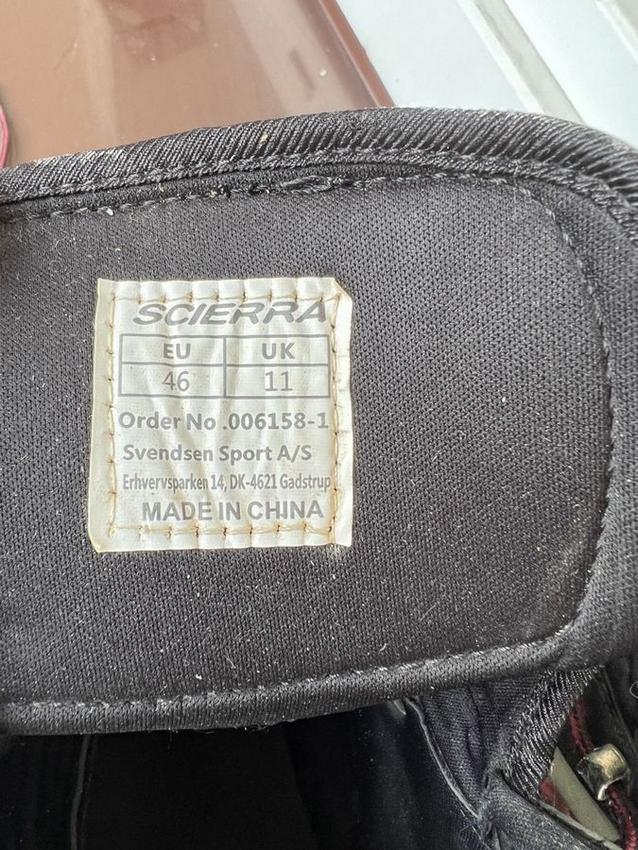 SCIERRA
EU UK
46 11
Order No .006158-1
Svendsen Sport A/S
Erhvervsparken 14, DK-4621 Gadstrup
MADE IN CHINA